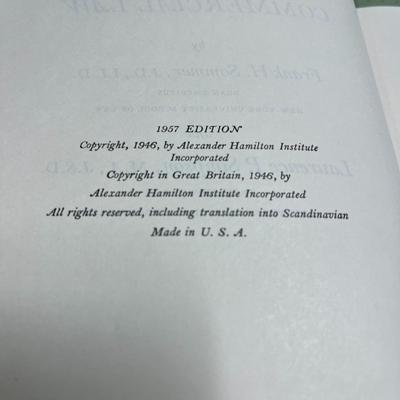 1957 EDITION
Copyright, 1946, by Alexander Hamilton Institute
Incorporated
Copyright in Great Britain, 1946, by
Alexander Hamilton Institute Incorporated
All rights reserved, including translation into Scandinavian
Made in U. S. A.